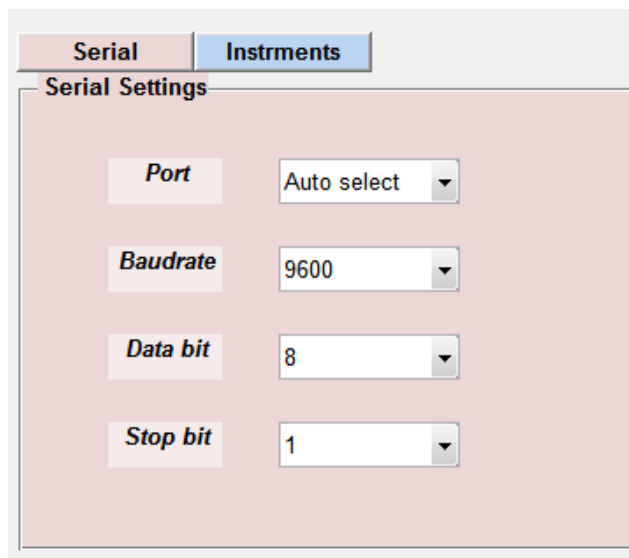 Serial Instrments
Serial Settings
Port Auto select
Baudrate 9600
Data bit 8
Stop bit 1